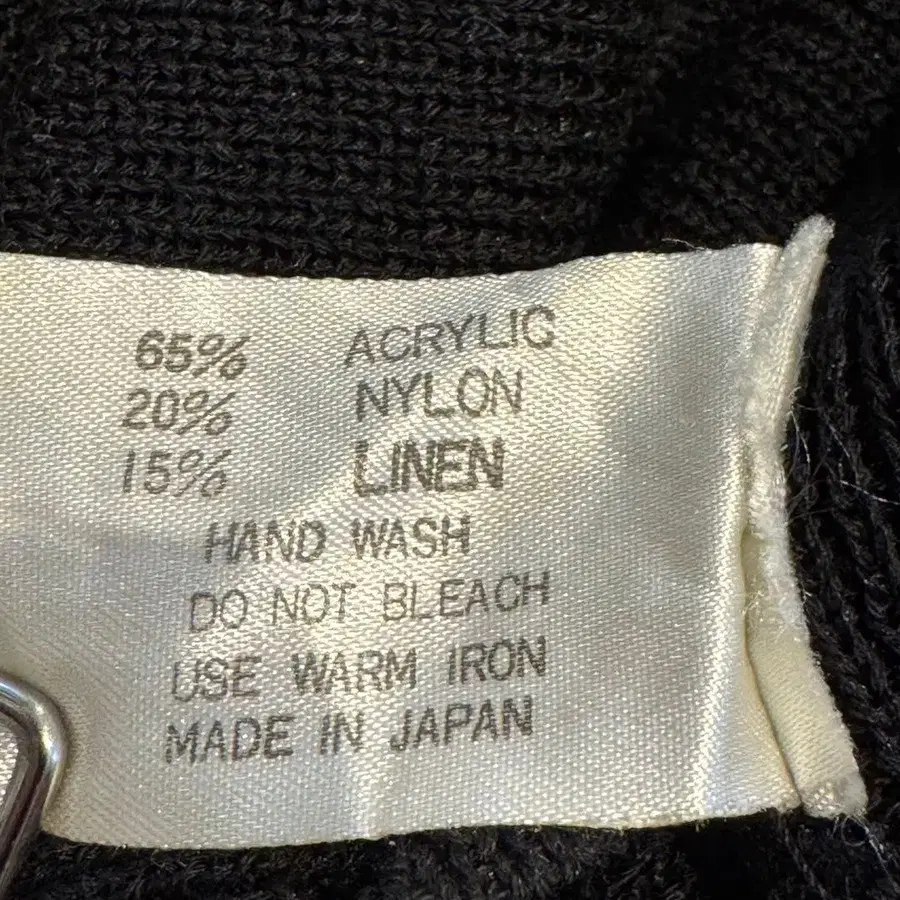 65% ACRYLIC
20% NYLON
15% LINEN
HAND WASH
DO NOT BLEACH
USE WARM IRON
MADE IN JAPAN